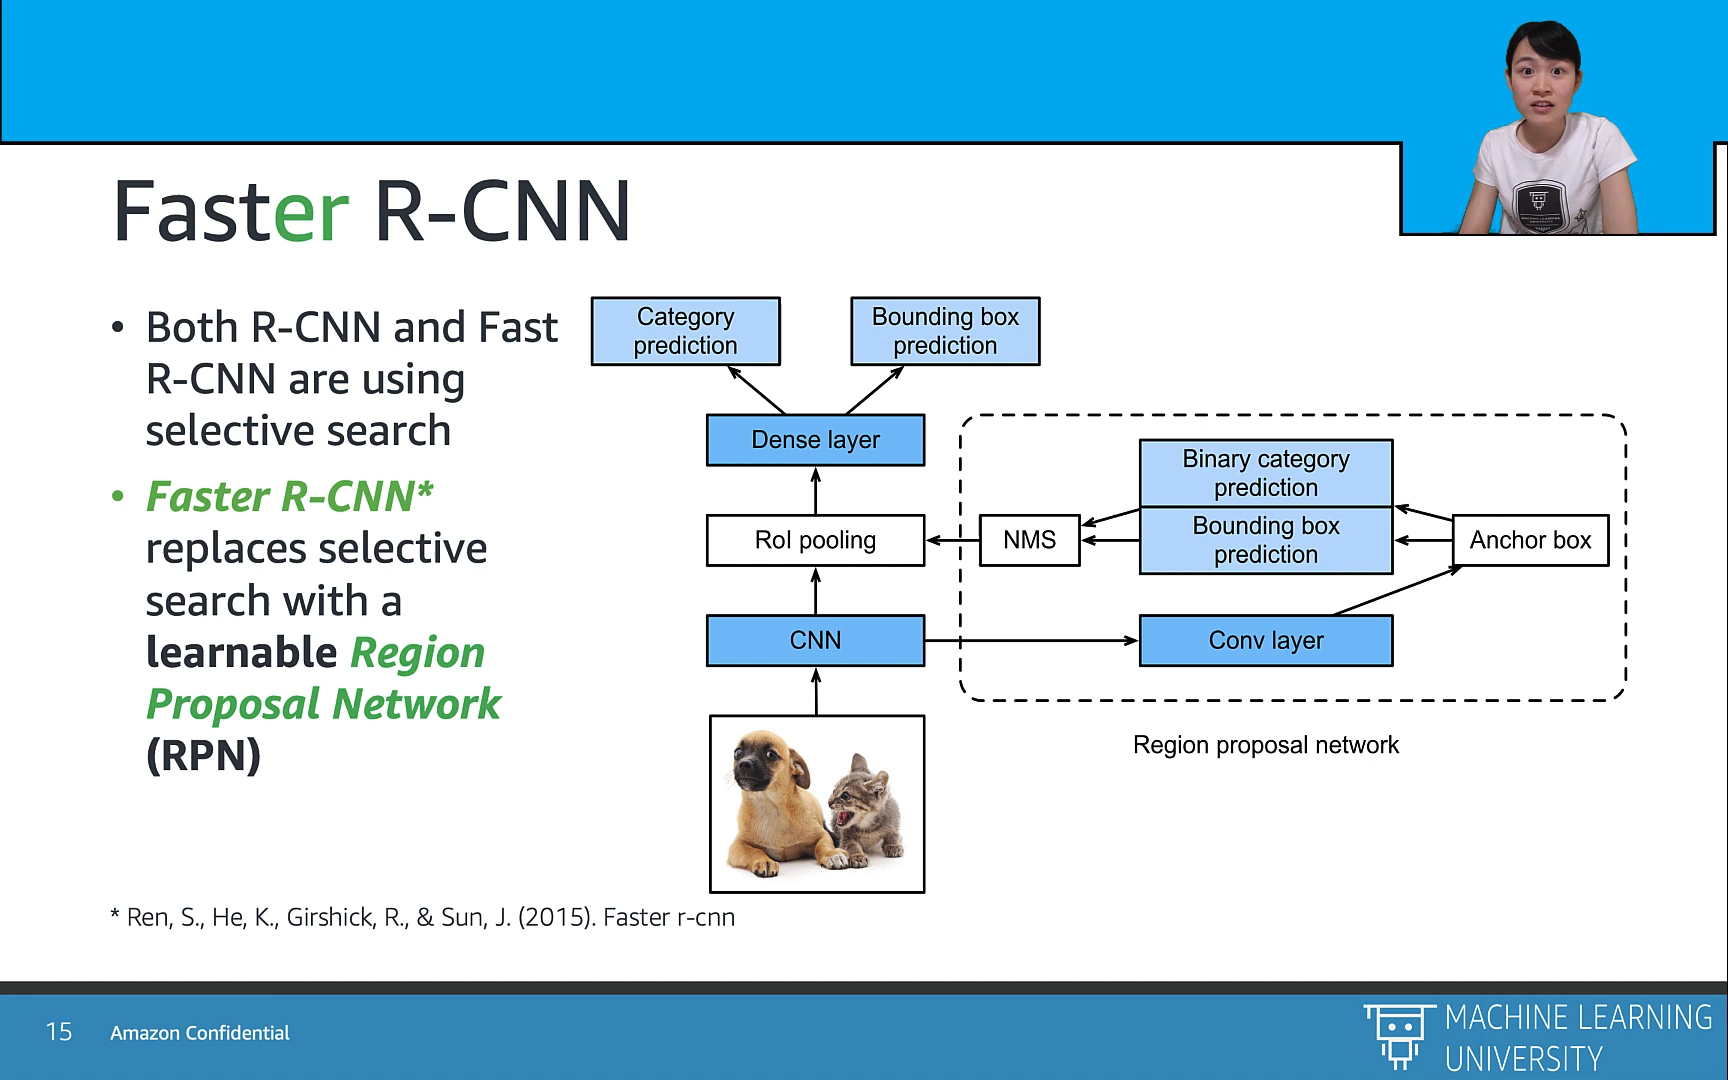 Faster R-CNN
• Both R-CNN and Fast
R-CNN are using
selective search
• Faster R-CNN*
replaces selective
search with a
learnable Region
Proposal Network
(RPN)
Category
prediction
Bounding box
prediction
Dense layer
RoI pooling
CNN
NMS
Binary category
prediction
Bounding box
prediction
Anchor box
Conv layer
Region proposal network
* Ren, S., He, K., Girshick, R., & Sun, J. (2015). Faster r-cnn
15
Amazon Confidential
MACHINE LEARNING
UNIVERSITY
MACHINE LEARNING
UNIVERSITY